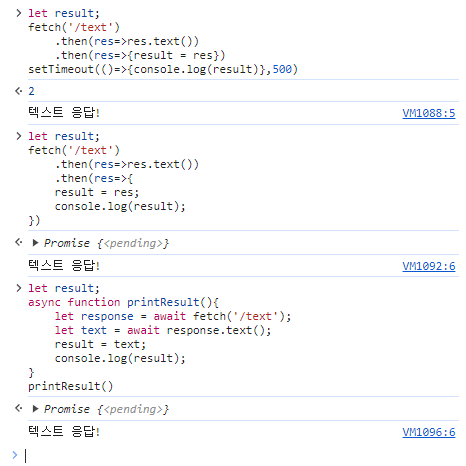 let result;
fetch('/text')
    .then(res=>res.text())
    .then(res=>{result = res})
setTimeout(()=>{console.log(result)},500)
2
텍스트 응답! VM1088:5
let result;
fetch('/text')
    .then(res=>res.text())
    .then(res=>{
    result = res;
    console.log(result);
})
Promise {<pending>}
텍스트 응답! VM1092:6
let result;
async function printResult(){
    let response = await fetch('/text');
    let text = await response.text();
    result = text;
    console.log(result);
}
printResult()
Promise {<pending>}
텍스트 응답! VM1096:6